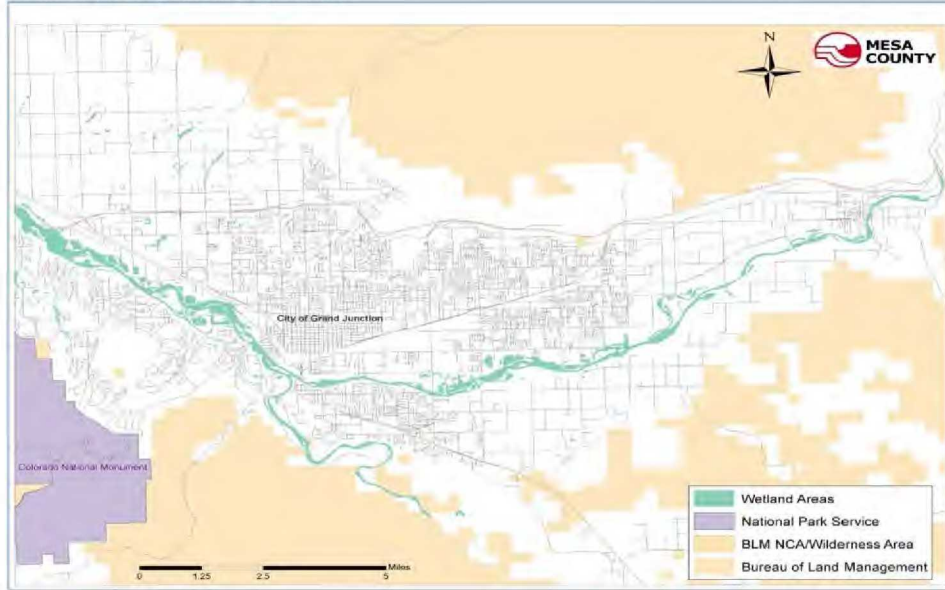 N
MESA
COUNTY
City of Grand Junction
Colorado National Monument
Wetland Areas
National Park Service
BLM NCA/Wilderness Area
Bureau of Land Management
Miles
0 1.25 2.5 5